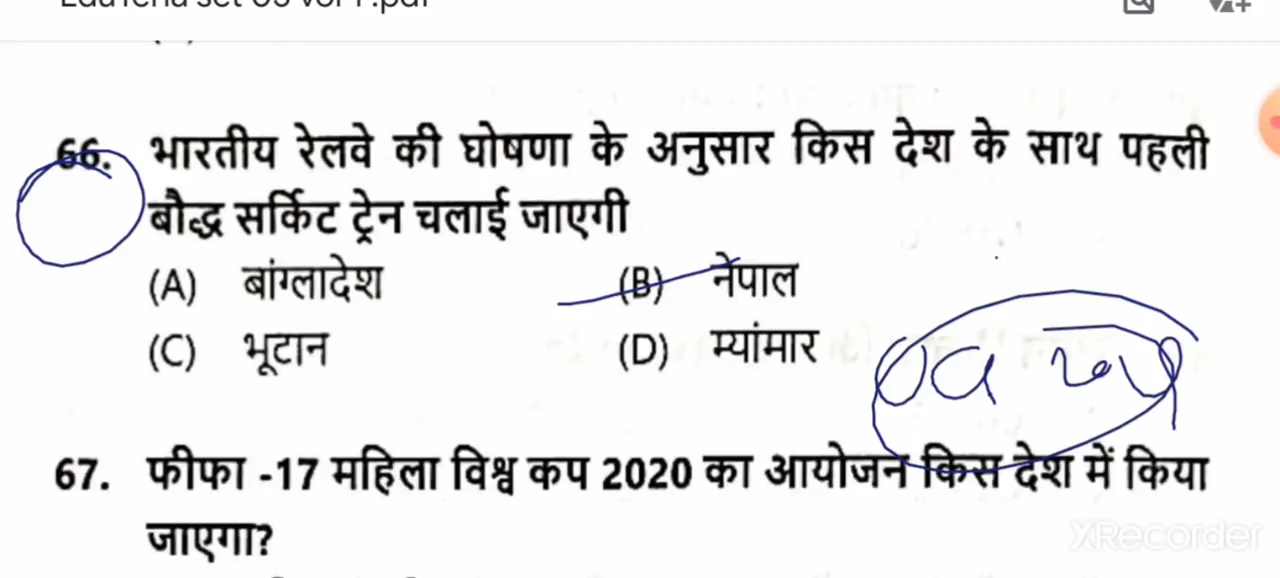 66. भारतीय रेलवे की घोषणा के अनुसार किस देश के साथ पहली
बौद्ध सर्किट ट्रेन चलाई जाएगी
(A) बांग्लादेश (B) नेपाल
(C) भूटान (D) म्यांमार
67. फीफा -17 महिला विश्व कप 2020 का आयोजन किस देश में किया
जाएगा?
XRecorder